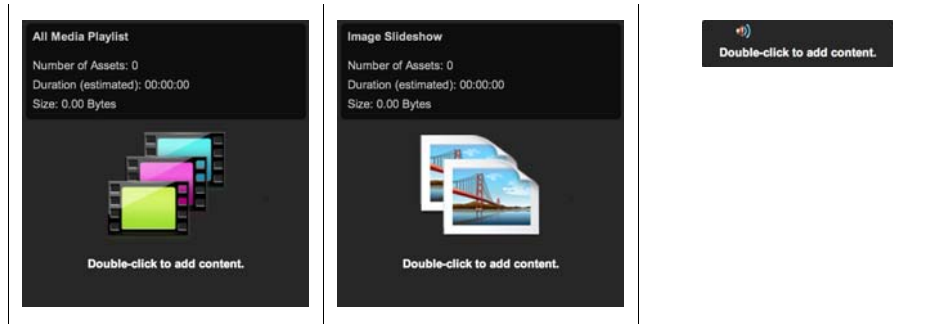 All Media Playlist
Number of Assets: 0
Duration (estimated): 00:00:00
Size: 0.00 Bytes
Double-click to add content.
Image Slideshow
Number of Assets: 0
Duration (estimated): 00:00:00
Size: 0.00 Bytes
Double-click to add content.
Double-click to add content.